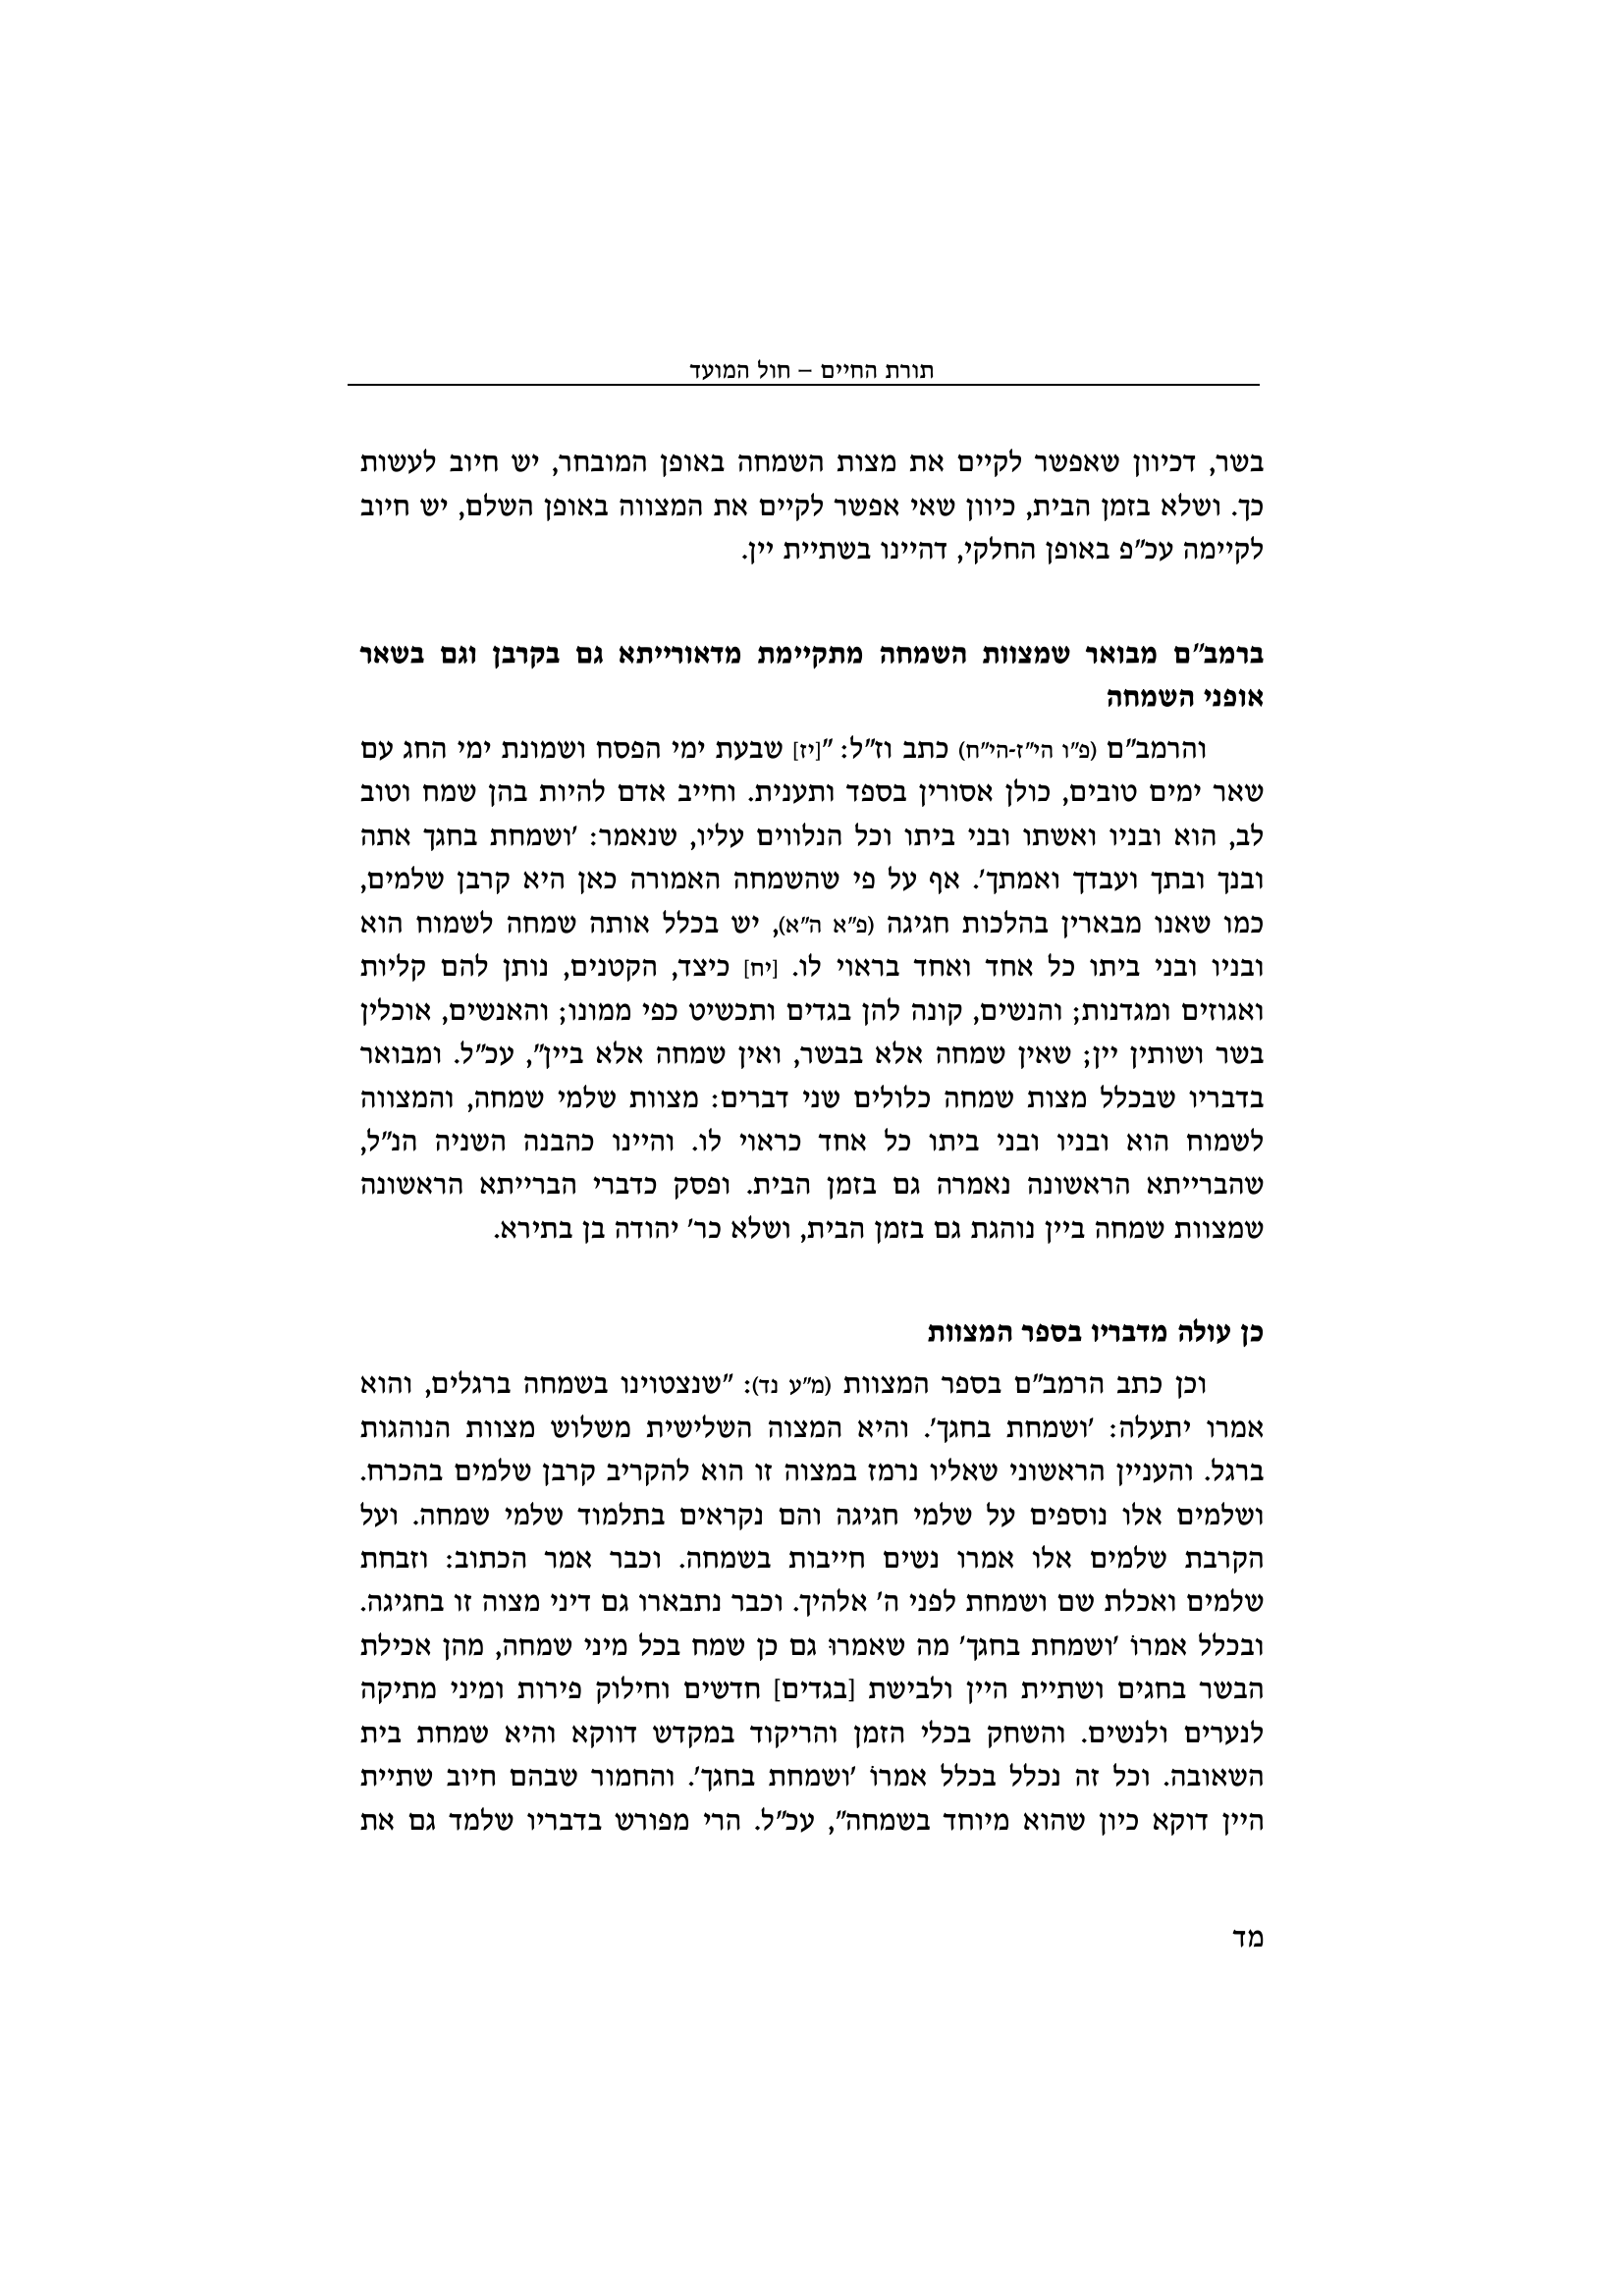 תורת החיים – חול המועד
בשר, דכיוון שאפשר לקיים את מצות השמחה באופן המובחר, יש חיוב לעשות
כך. ושלא בזמן הבית, כיוון שאי אפשר לקיים את המצווה באופן השלם, יש חיוב
לקיימה עכ"פ באופן החלקי, דהיינו בשתיית יין.
ברמב"ם מבואר שמצוות השמחה מתקיימת מדאורייתא גם בקרבן וגם בשאר
אופני השמחה
והרמב"ם (פ"ו הי"ז-הי"ח) כתב וז"ל: "[יז] שבעת ימי הפסח ושמונת ימי החג עם
שאר ימים טובים, כולן אסורין בספד ותענית. וחייב אדם להיות בהן שמח וטוב
לב, הוא ובניו ואשתו ובני ביתו וכל הנלווים עליו, שנאמר: 'ושמחת בחגך אתה
ובנך ובתך ועבדך ואמתך'. אף על פי שהשמחה האמורה כאן היא קרבן שלמים,
כמו שאנו מבארין בהלכות חגיגה (פ"א ה"א), יש בכלל אותה שמחה לשמוח הוא
ובניו ובני ביתו כל אחד ואחד בראוי לו. [יח] כיצד, הקטנים, נותן להם קליות
ואגוזים ומגדנות; והנשים, קונה להן בגדים ותכשיט כפי ממונו; והאנשים, אוכלין
בשר ושותין יין; שאין שמחה אלא בבשר, ואין שמחה אלא ביין", עכ"ל. ומבואר
בדבריו שבכלל מצות שמחה כלולים שני דברים: מצוות שלמי שמחה, והמצווה
לשמוח הוא ובניו ובני ביתו כל אחד כראוי לו. והיינו כהבנה השניה הנ"ל,
שהברייתא הראשונה נאמרה גם בזמן הבית. ופסק כדברי הברייתא הראשונה
שמצוות שמחה ביין נוהגת גם בזמן הבית, ושלא כר' יהודה בן בתירא.
כן עולה מדבריו בספר המצוות
וכן כתב הרמב"ם בספר המצוות (מ"ע נד): "שנצטוינו בשמחה ברגלים, והוא
אמרו יתעלה: 'ושמחת בחגך'. והיא המצוה השלישית משלוש מצוות הנוהגות
ברגל. והעניין הראשוני שאליו נרמז במצוה זו הוא להקריב קרבן שלמים בהכרח.
ושלמים אלו נוספים על שלמי חגיגה והם נקראים בתלמוד שלמי שמחה. ועל
הקרבת שלמים אלו אמרו נשים חייבות בשמחה. וכבר אמר הכתוב: וזבחת
שלמים ואכלת שם ושמחת לפני ה' אלהיך. וכבר נתבארו גם דיני מצוה זו בחגיגה.
ובכלל אמרוֹ 'ושמחת בחגך' מה שאמרוּ גם כן שמח בכל מיני שמחה, מהן אכילת
הבשר בחגים ושתיית היין ולבישת [בגדים] חדשים וחילוק פירות ומיני מתיקה
לנערים ולנשים. והשחק בכלי הזמן והריקוד במקדש דווקא והיא שמחת בית
השאובה. וכל זה נכלל בכלל אמרוֹ 'ושמחת בחגך'. והחמור שבהם חיוב שתיית
היין דוקא כיון שהוא מיוחד בשמחה", עכ"ל. הרי מפורש בדבריו שלמד גם את
מד